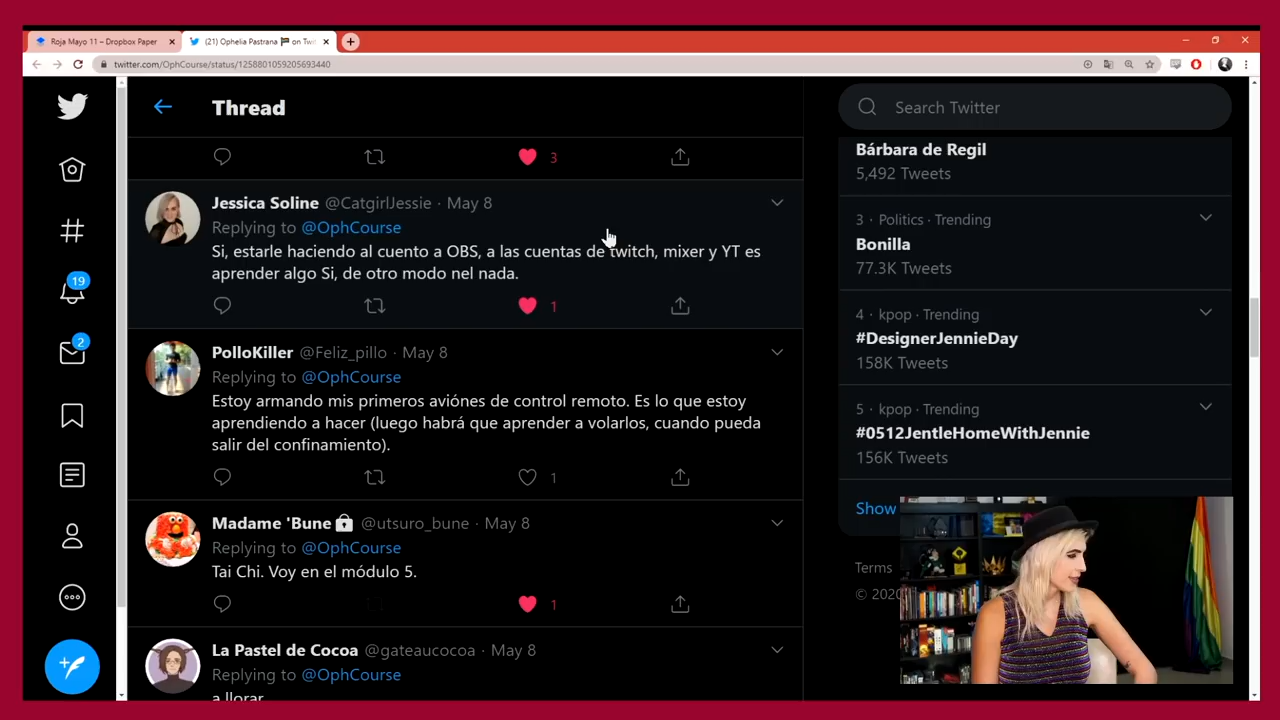 Roja Mayo 11 – Dropbox Paper
(21) Ophelia Pastrana 🏴 on Twi
twitter.com/OphCourse/status/1258801059205693440
Thread
Search Twitter
3
Bárbara de Regil
5,492 Tweets
Jessica Soline @CatgirlJessie · May 8
Replying to @OphCourse
Si, estarle haciendo al cuento a OBS, a las cuentas de twitch, mixer y YT es
aprender algo Si, de otro modo nel nada.
1
3 · Politics · Trending
Bonilla
77.3K Tweets
19
4 · kpop · Trending
#DesignerJennieDay
158K Tweets
2
PolloKiller @Feliz_pillo · May 8
Replying to @OphCourse
Estoy armando mis primeros aviónes de control remoto. Es lo que estoy
aprendiendo a hacer (luego habrá que aprender a volarlos, cuando pueda
salir del confinamiento).
1
5 · kpop · Trending
#0512JentleHomeWithJennie
156K Tweets
Show
Madame 'Bune @utsuro_bune · May 8
Replying to @OphCourse
Tai Chi. Voy en el módulo 5.
1
Terms
© 2020
La Pastel de Cocoa @gateaucocoa · May 8
Replying to @OphCourse
a llorar